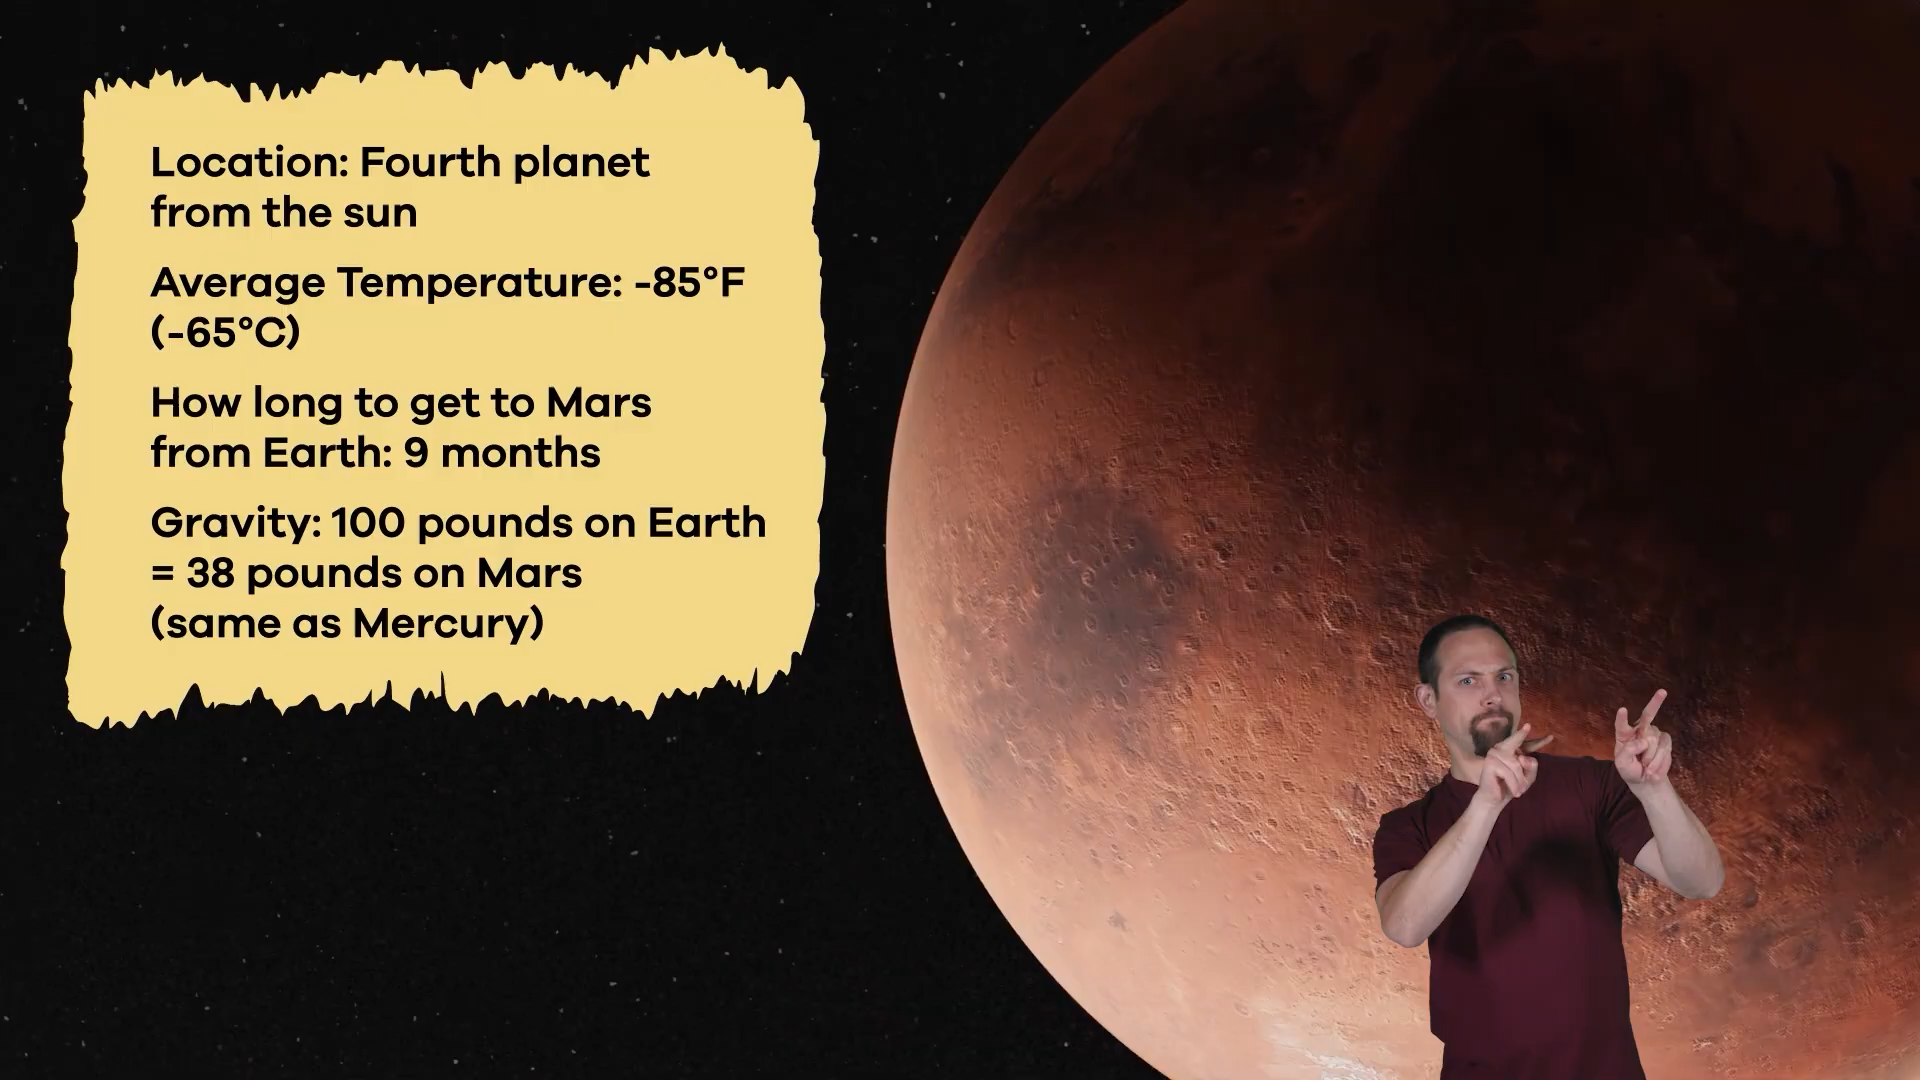 Location: Fourth planet
from the sun
Average Temperature: -85°F
(-65°C)
How long to get to Mars
from Earth: 9 months
Gravity: 100 pounds on Earth
= 38 pounds on Mars
(same as Mercury)